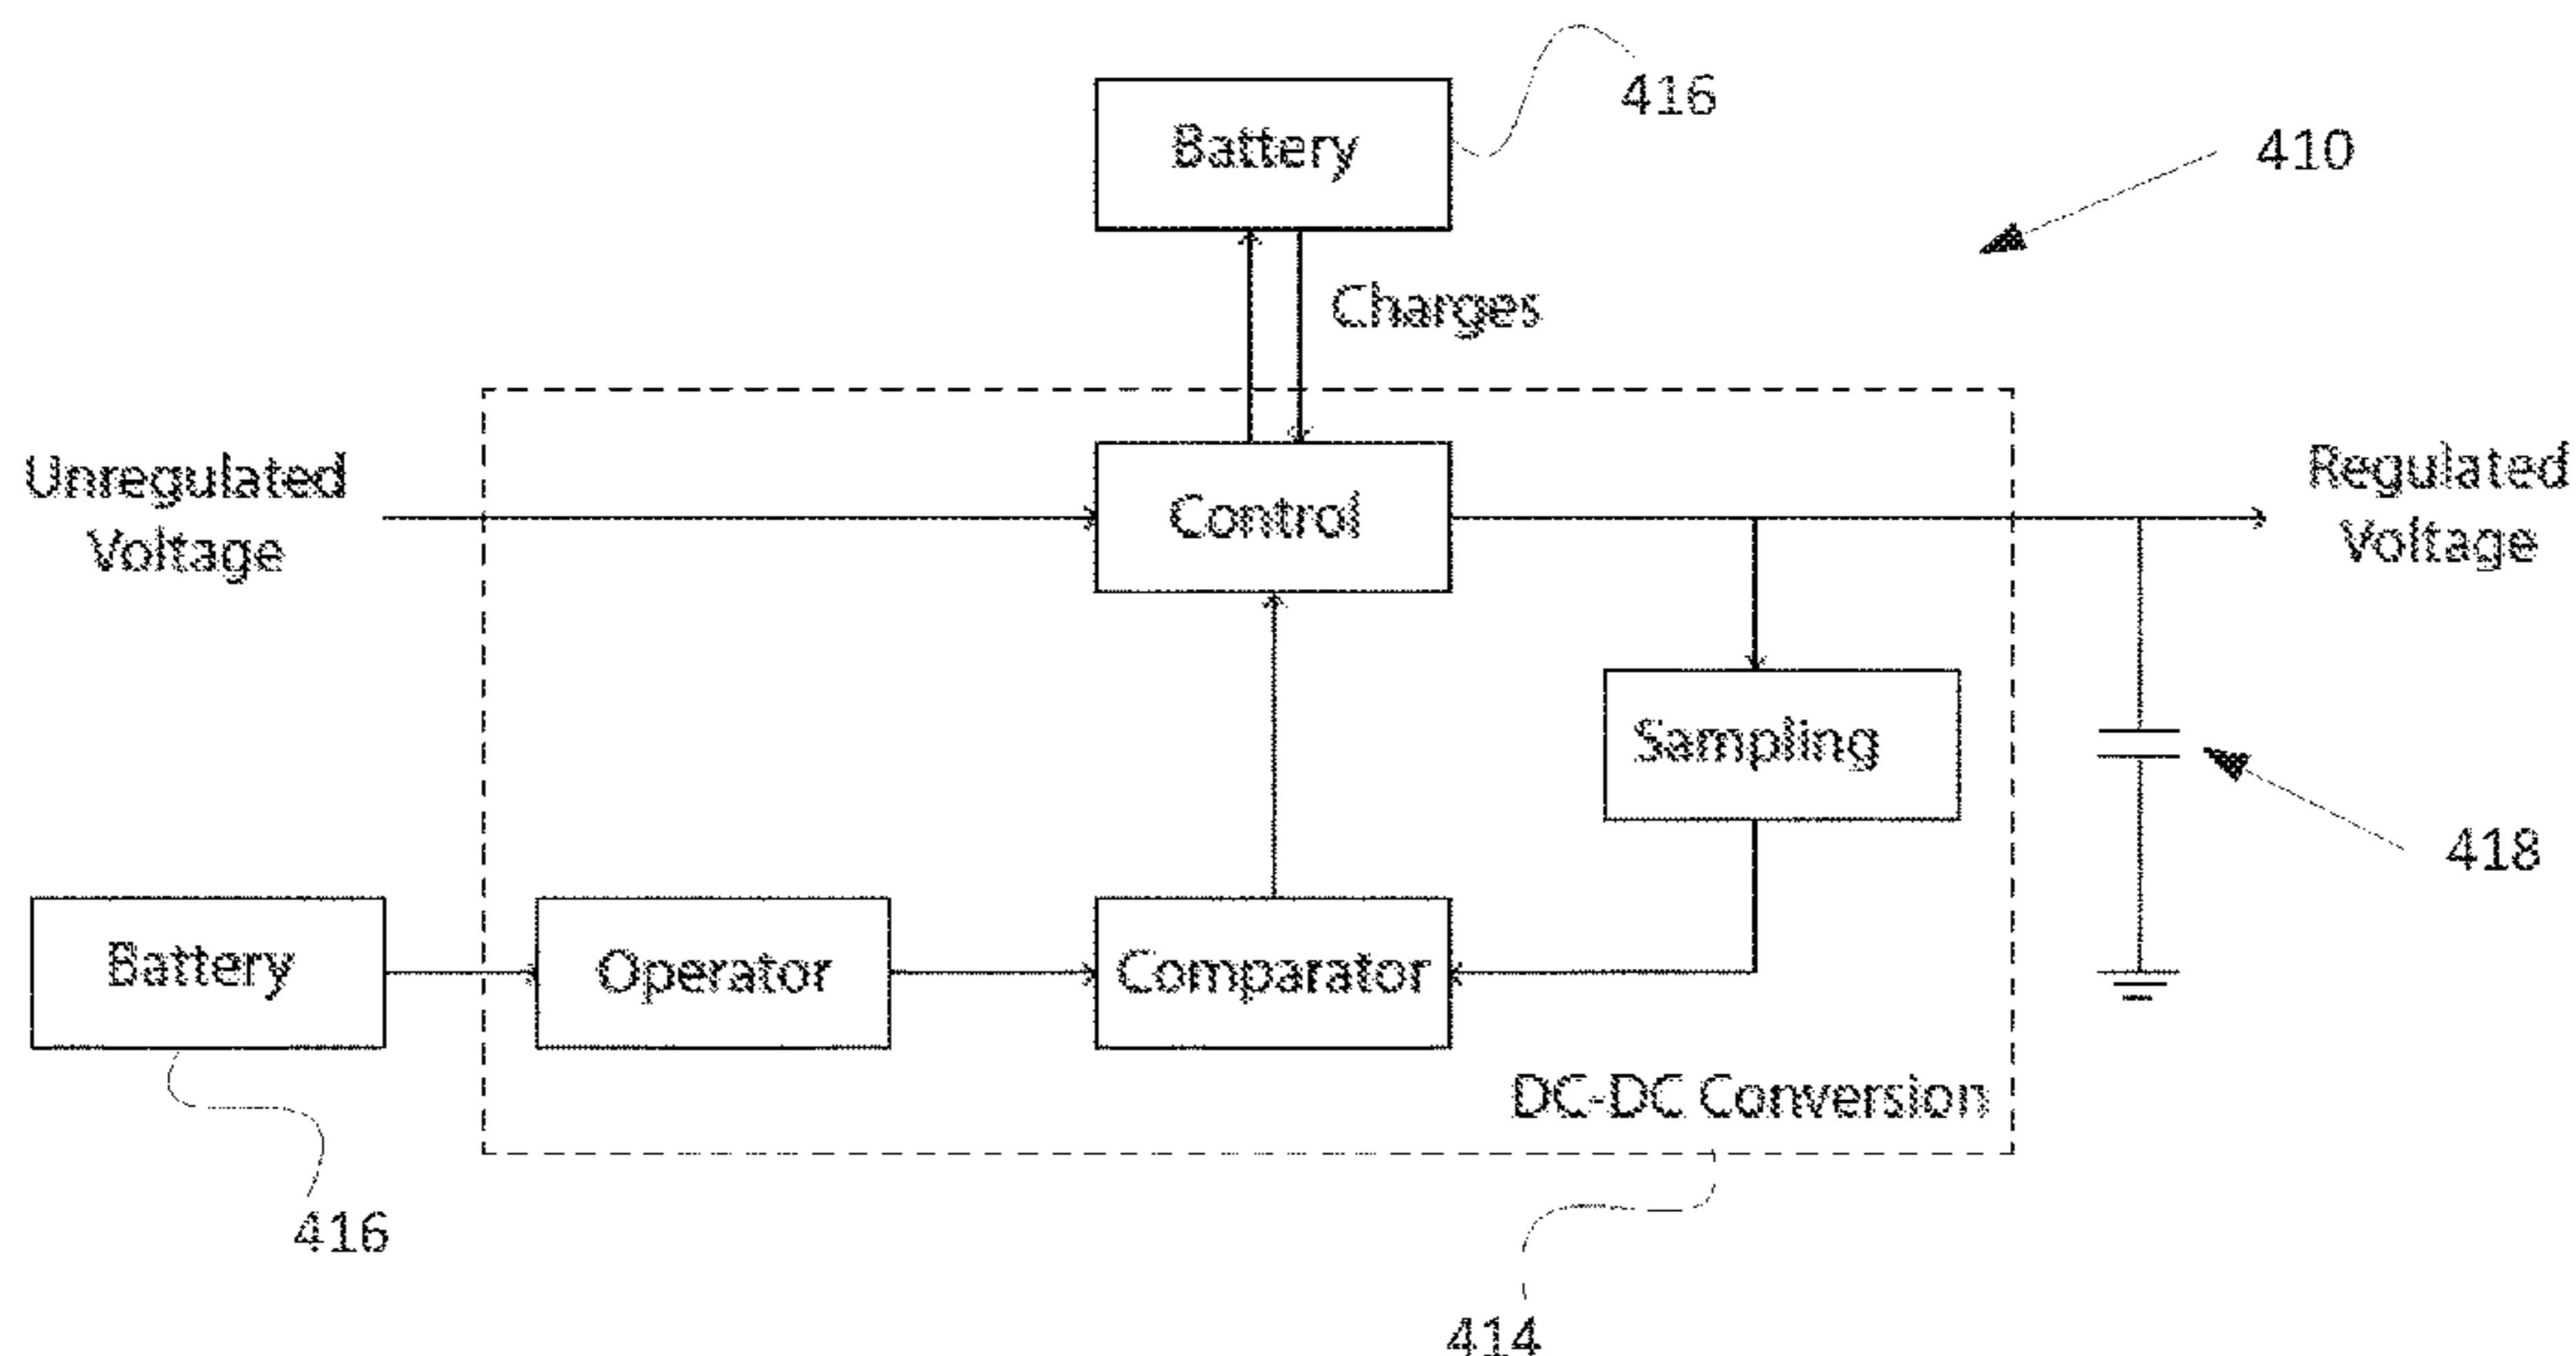 416
Battery
410
Charges
Unregulated
Voltage
Control
Regulated
Voltage
Sampling
418
Battery
Operator
Comparator
DC-DC Conversion
416
414